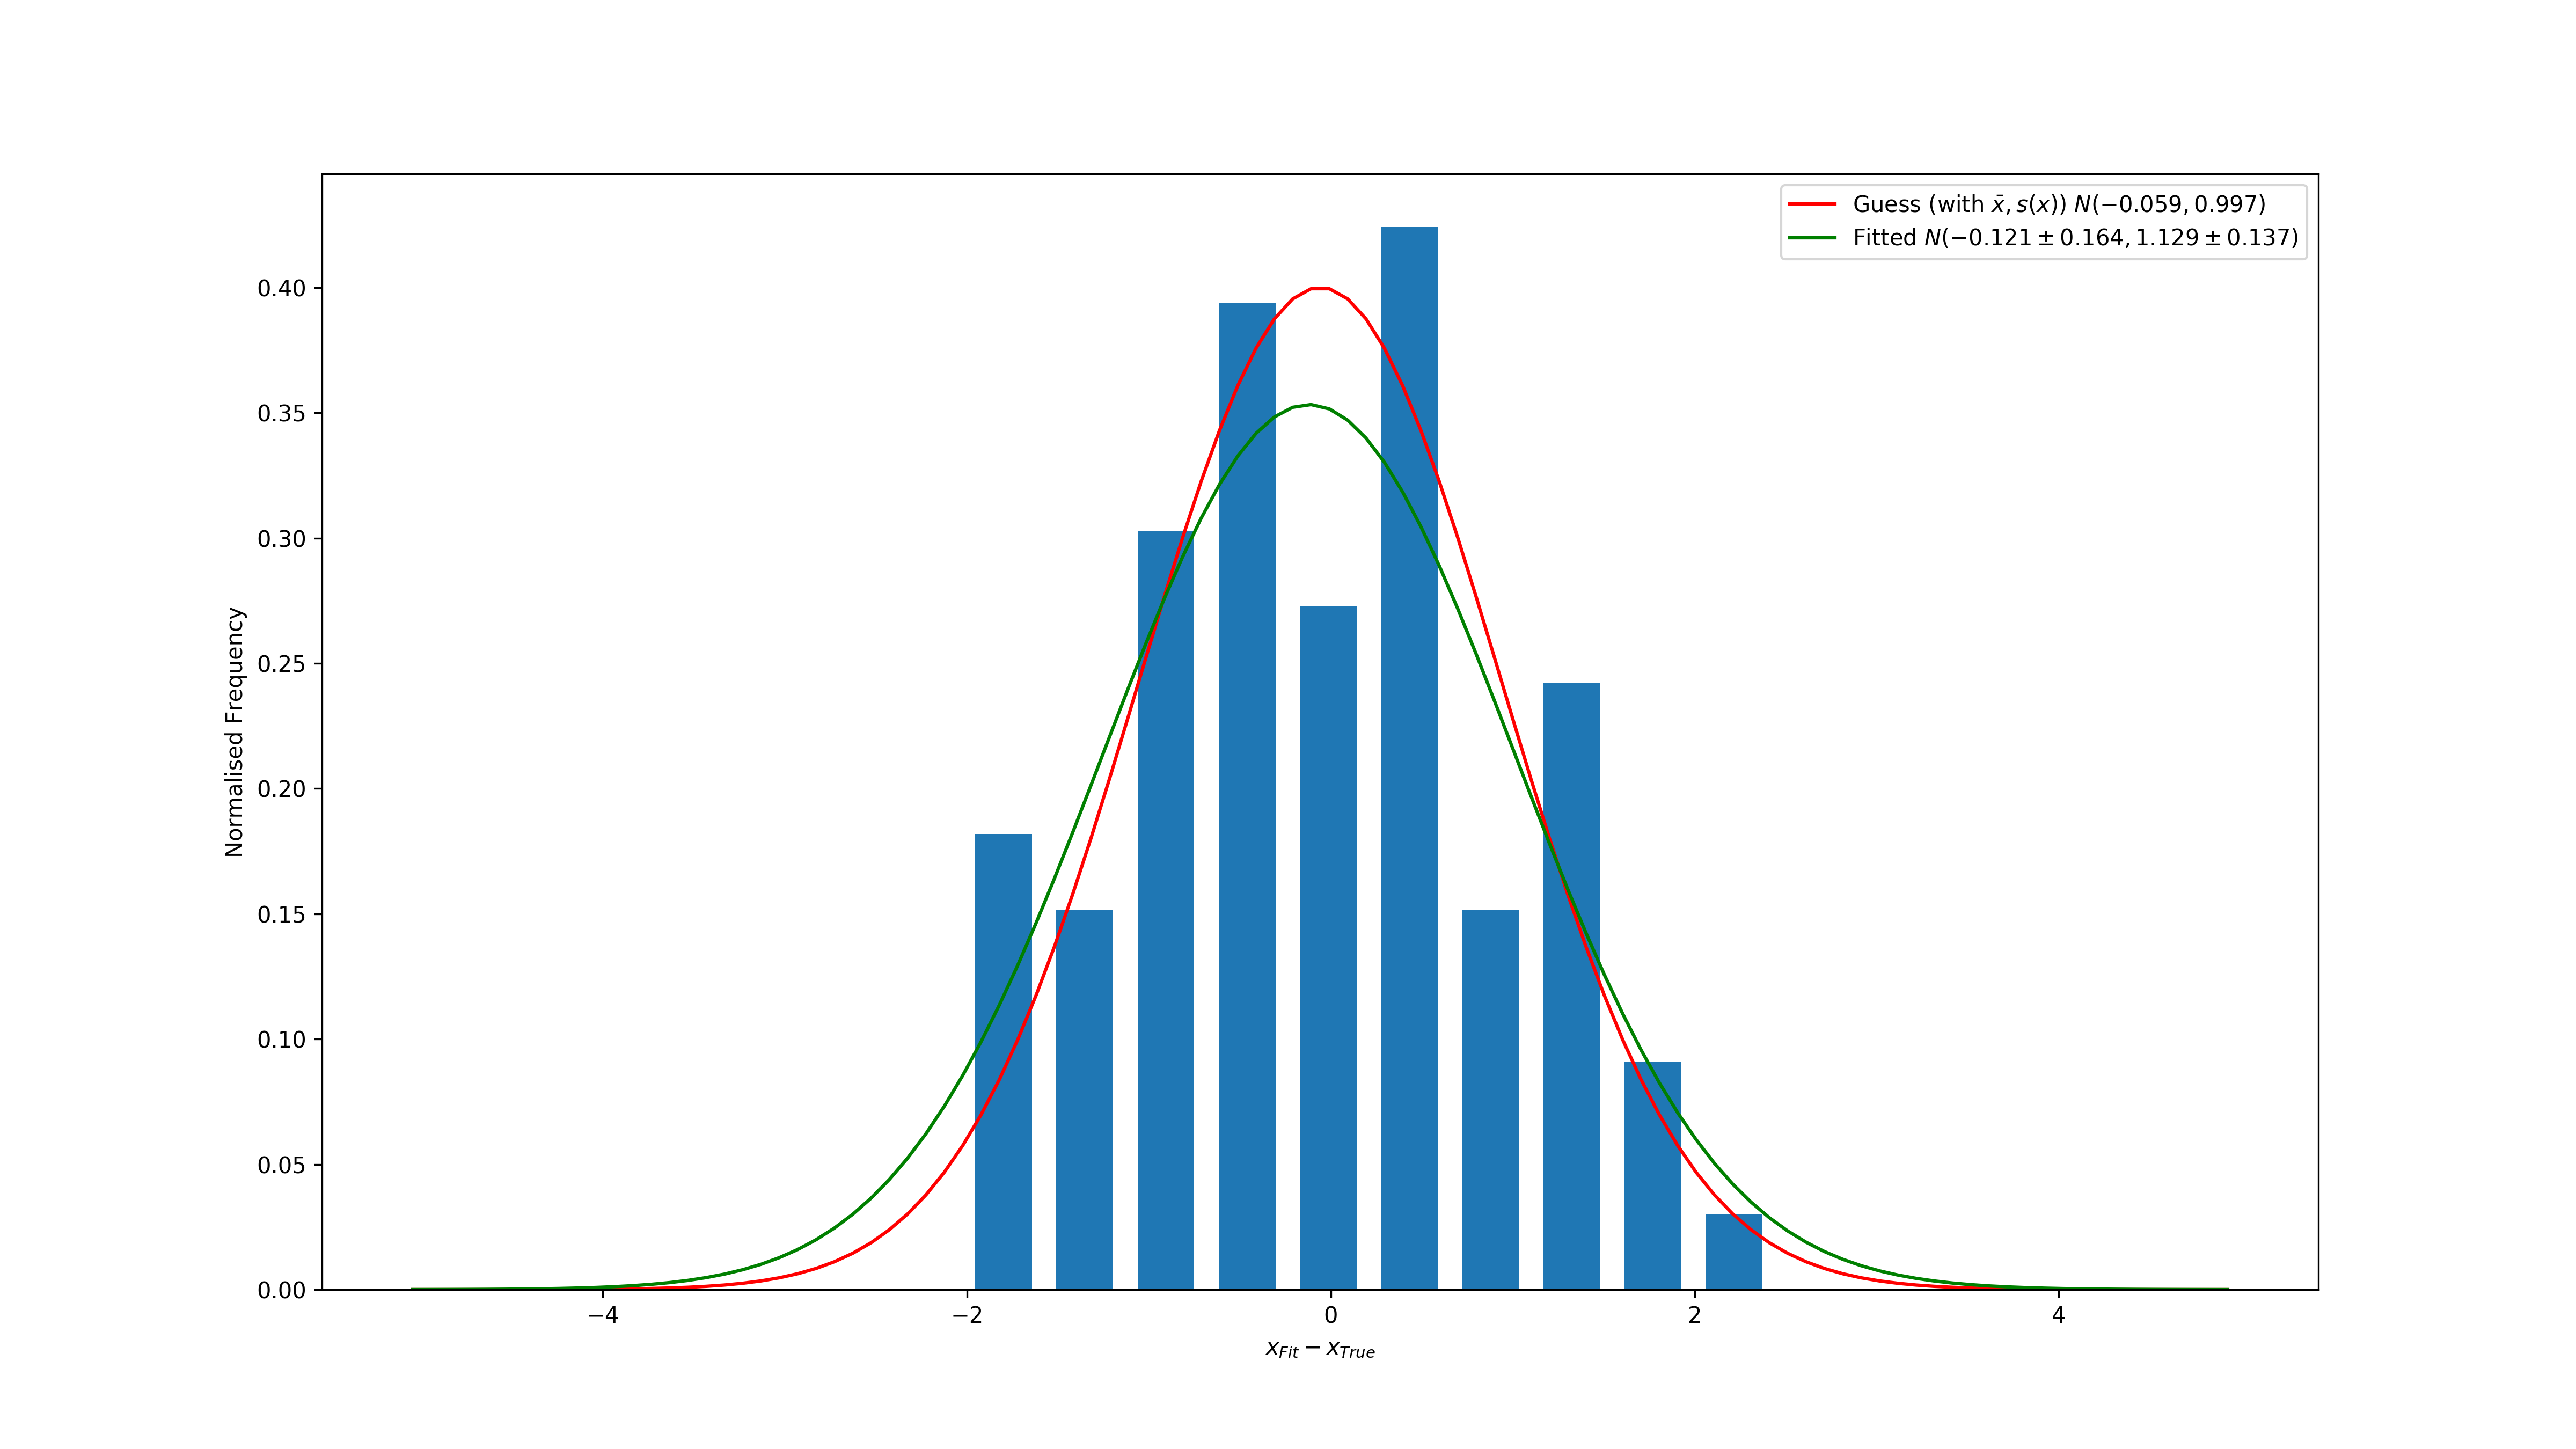 Guess (with x̄, s(x)) N(−0.059, 0.997)
Fitted N(−0.121 ± 0.164, 1.129 ± 0.137)
Normalised Frequency
0.40
0.35
0.30
0.25
0.20
0.15
0.10
0.05
0.00
−4 −2 0 2 4
x_Fit − x_True